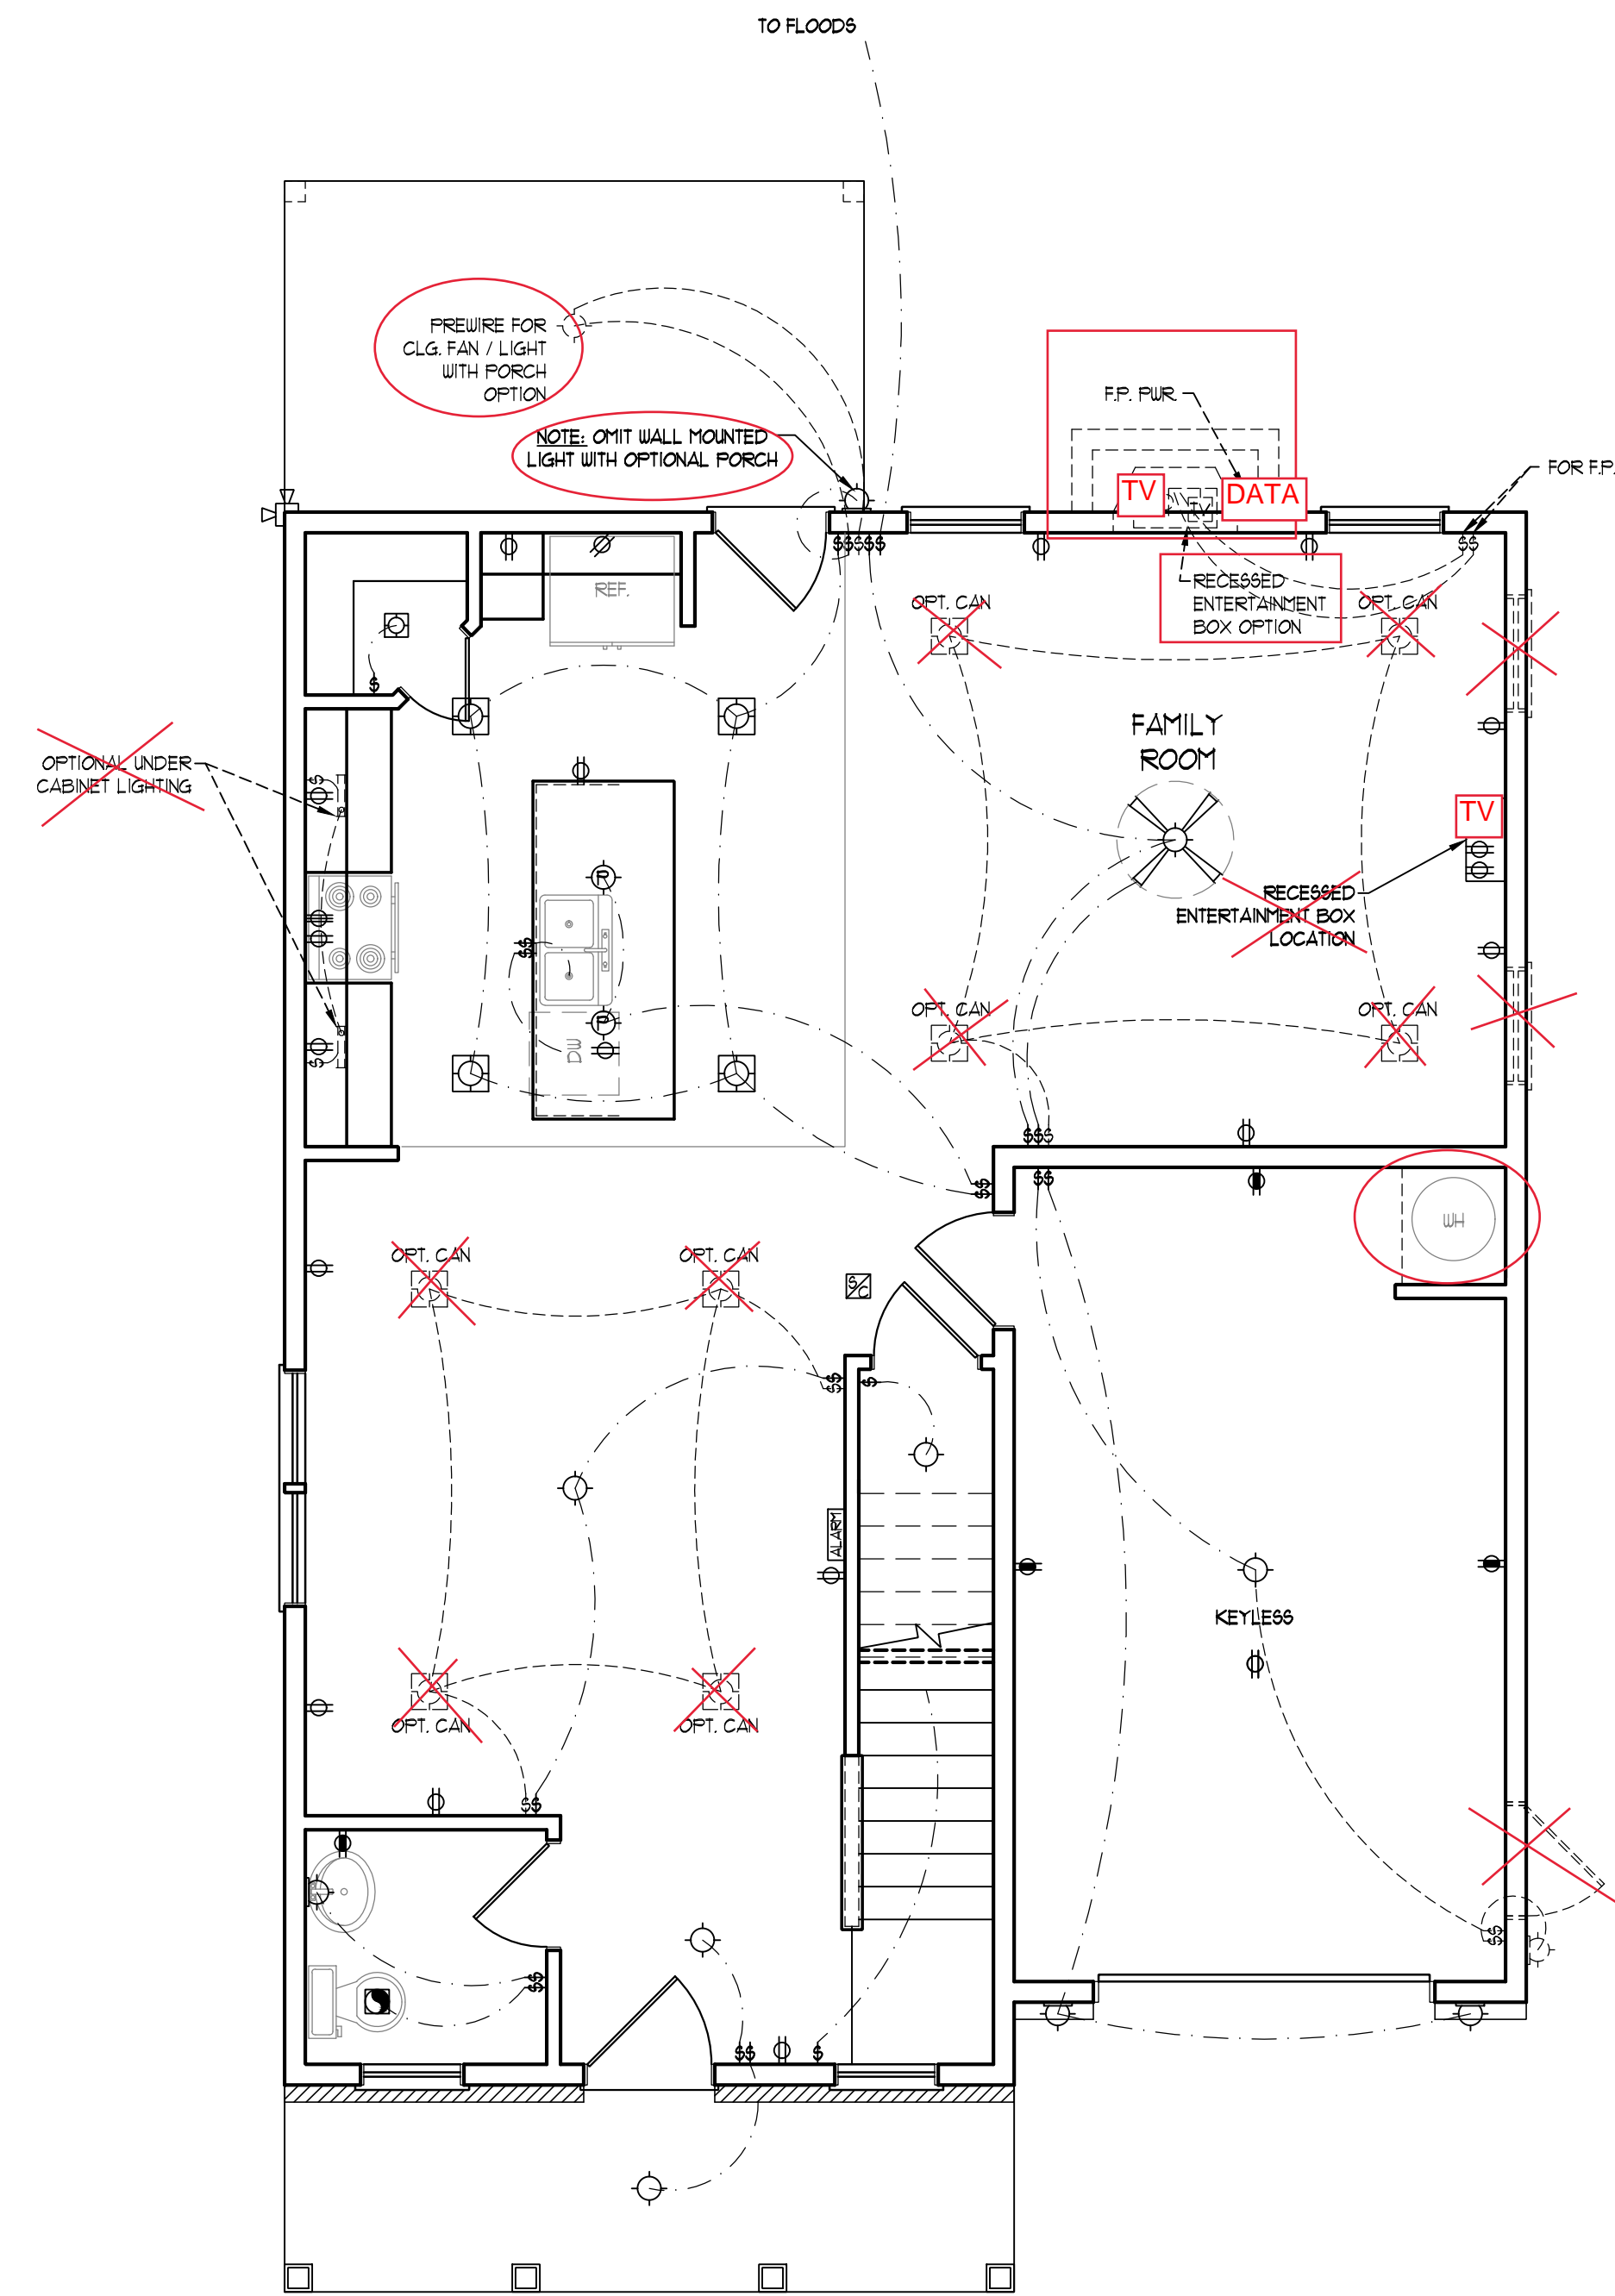 TO FLOODS
PREWIRE FOR
CLG. FAN / LIGHT
WITH PORCH
OPTION
NOTE: OMIT WALL MOUNTED
LIGHT WITH OPTIONAL PORCH
F.P. PWR.
FOR F.P.
TV
DATA
TV
$$$$$
$$
RECESSED
ENTERTAINMENT
BOX OPTION
REF.
OPT. CAN
OPT. CAN
$
FAMILY
ROOM
OPTIONAL UNDER
CABINET LIGHTING
$
TV
P
RECESSED
ENTERTAINMENT BOX
LOCATION
$$
OPT. CAN
OPT. CAN
P
DW
$
$$$
$$
$$
WH
OPT. CAN
OPT. CAN
S/C
$$
$
ALARM
KEYLESS
OPT. CAN
OPT. CAN
$$
$$
$$
$$
$